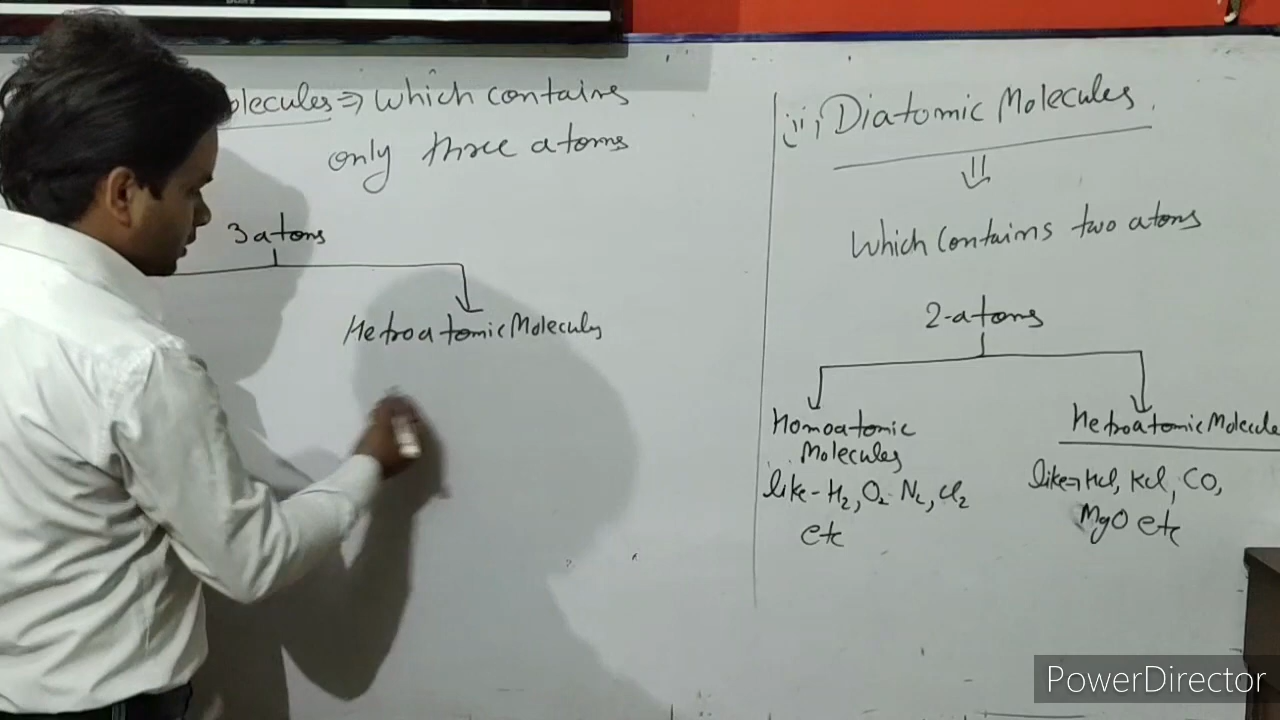 olecules ⇒ which contains
only three atoms
3 atoms
Hetroatomic Molecules
iii, Diatomic Molecules.
⇓
Which contains two atoms
2-atoms
Homoatomic
Molecules
like - H₂, O₂ N₂, Cl₂
etc
Hetroatomic Molecule
like→ Hcl, Kcl, CO,
MgO etc
PowerDirector